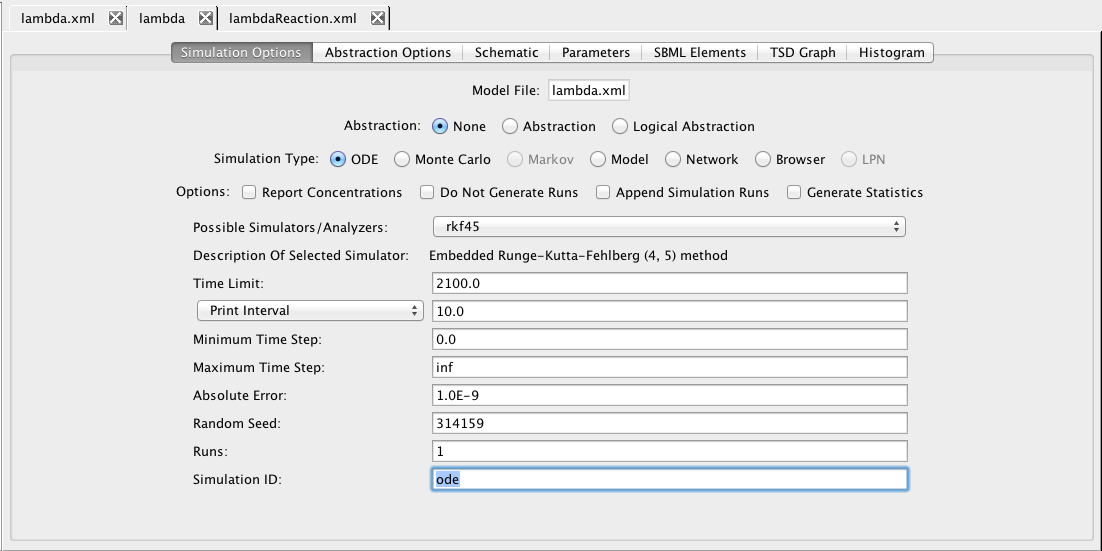 lambda.xml lambda lambdaReaction.xml
Simulation Options Abstraction Options Schematic Parameters SBML Elements TSD Graph Histogram
Model File: lambda.xml
Abstraction: None Abstraction Logical Abstraction
Simulation Type: ODE Monte Carlo Markov Model Network Browser LPN
Options: Report Concentrations Do Not Generate Runs Append Simulation Runs Generate Statistics
Possible Simulators/Analyzers: rkf45
Description Of Selected Simulator: Embedded Runge-Kutta-Fehlberg (4, 5) method
Time Limit: 2100.0
Print Interval 10.0
Minimum Time Step: 0.0
Maximum Time Step: inf
Absolute Error: 1.0E-9
Random Seed: 314159
Runs: 1
Simulation ID: ode